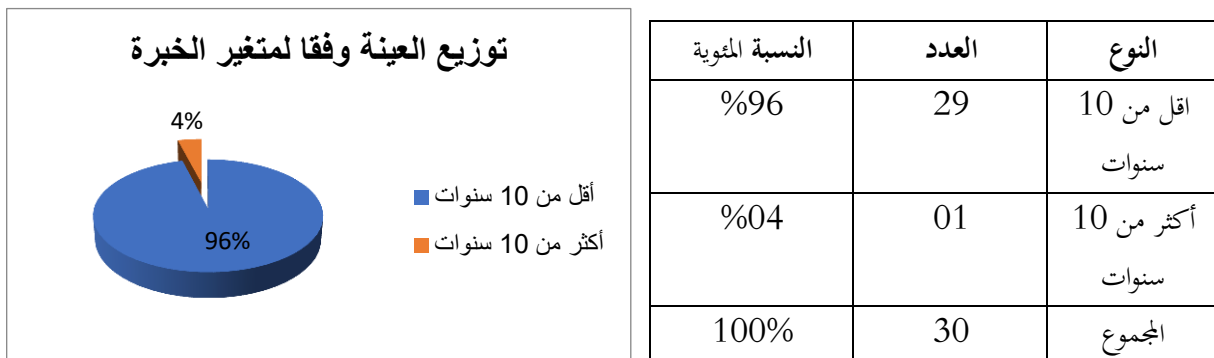 توزيع العينة وفقا لمتغير الخبرة
4%
96%
أقل من 10 سنوات
أكثر من 10 سنوات
النوع العدد النسبة المئوية
اقل من 10 29 %96
سنوات
أكثر من 10 01 %04
سنوات
المجموع 30 100%